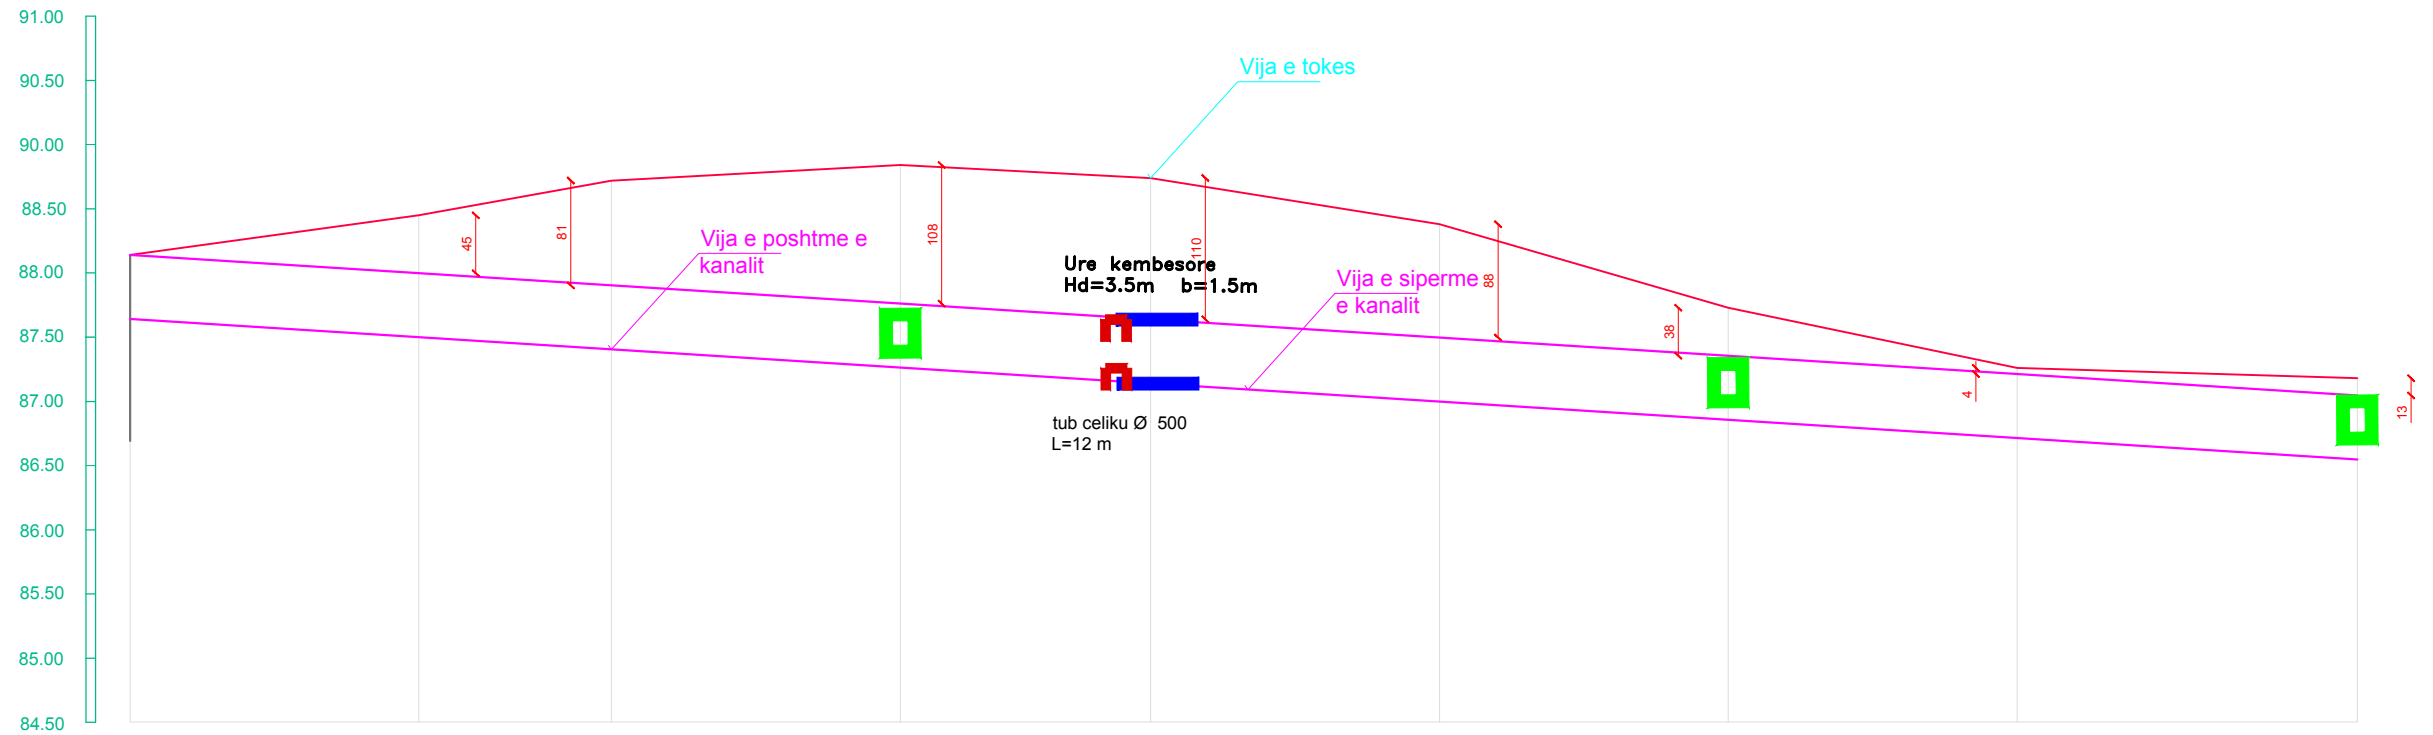 91.00
90.50
90.00
88.50
88.00
87.50
87.00
86.50
86.00
85.50
85.00
84.50
Vija e tokes
45
81
108
110
88
38
4
13
Vija e poshtme e
kanalit
Ure kembesore
Hd=3.5m b=1.5m
Vija e siperme
e kanalit
tub celiku Ø 500
L=12 m